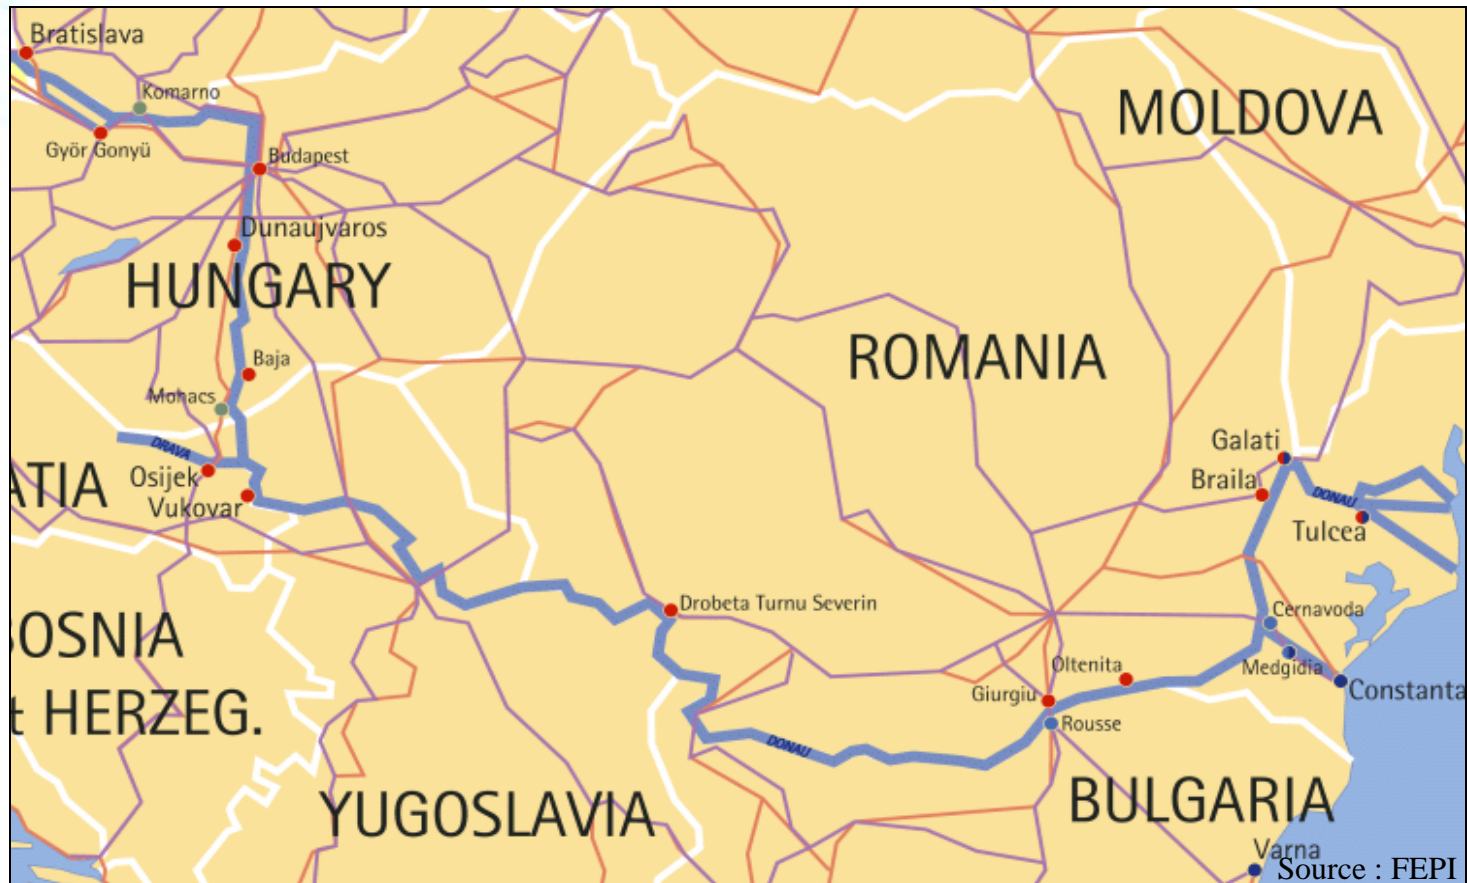 Bratislava
Komarno
Györ Gonyü
Budapest
MOLDOVA
Dunaujvaros
HUNGARY
Baja
ROMANIA
Mohacs
DRAVA
Galati
Osijek
Braila
ATIA
Vukovar
DONAU
Tulcea
Drobeta Turnu Severin
Cernavoda
BOSNIA
Oltenita
Medgidia
Giurgiu
Constanta
t HERZEG.
Rousse
DONAU
YUGOSLAVIA
BULGARIA
Varna
Source : FEPI